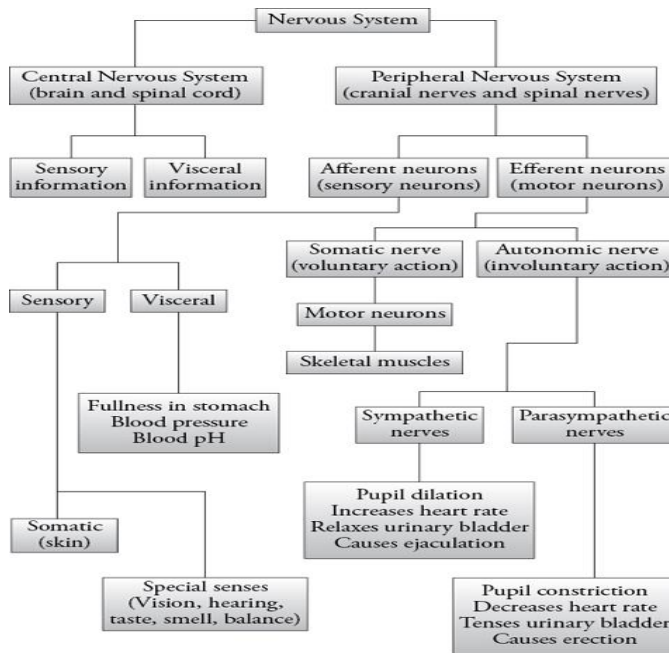 Nervous System
Central Nervous System
(brain and spinal cord)
Peripheral Nervous System
(cranial nerves and spinal nerves)
Sensory
information
Visceral
information
Afferent neurons
(sensory neurons)
Efferent neurons
(motor neurons)
Somatic nerve
(voluntary action)
Autonomic nerve
(involuntary action)
Sensory
Visceral
Motor neurons
Skeletal muscles
Fullness in stomach
Blood pressure
Blood pH
Sympathetic
nerves
Parasympathetic
nerves
Pupil dilation
Increases heart rate
Relaxes urinary bladder
Causes ejaculation
Somatic
(skin)
Special senses
(Vision, hearing,
taste, smell, balance)
Pupil constriction
Decreases heart rate
Tenses urinary bladder
Causes erection